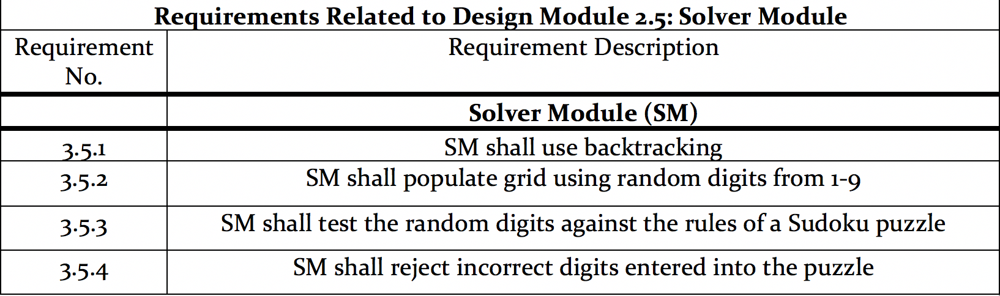 Requirements Related to Design Module 2.5: Solver Module
Requirement No.
Requirement Description
Solver Module (SM)
3.5.1 SM shall use backtracking
3.5.2 SM shall populate grid using random digits from 1-9
3.5.3 SM shall test the random digits against the rules of a Sudoku puzzle
3.5.4 SM shall reject incorrect digits entered into the puzzle